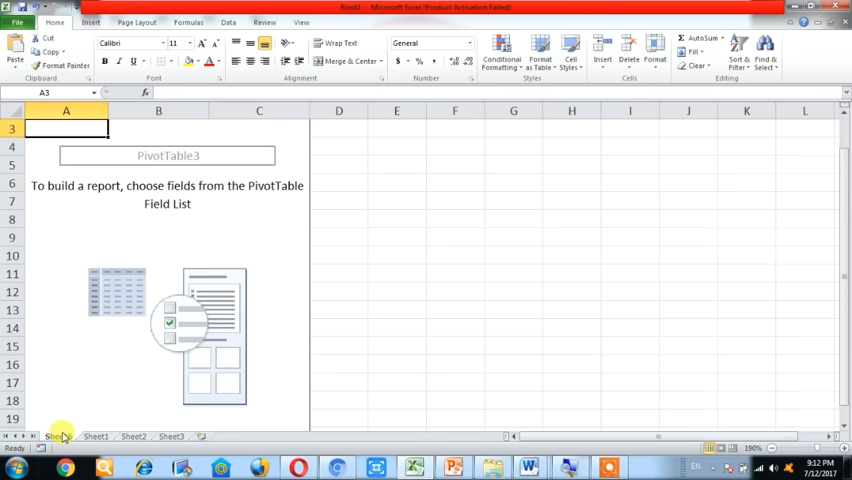 Book1 - Microsoft Excel (Product Activation Failed)
File Home Insert Page Layout Formulas Data Review View
Paste
Cut
Copy
Format Painter
Clipboard
Calibri 11
B I U
Font
Wrap Text
Merge & Center
Alignment
General
$ % ,
Number
Conditional Formatting
Format as Table
Cell Styles
Styles
Insert Delete Format
Cells
AutoSum
Fill
Clear
Sort & Filter
Find & Select
Editing
A3 fx
A B C D E F G H I J K L
3
4
PivotTable3
5
6
To build a report, choose fields from the PivotTable
Field List
7
8
9
10
11
12
13
14
15
16
17
18
19
Sheet1 Sheet2 Sheet3
Ready 190%
EN 9:12 PM
7/12/2017